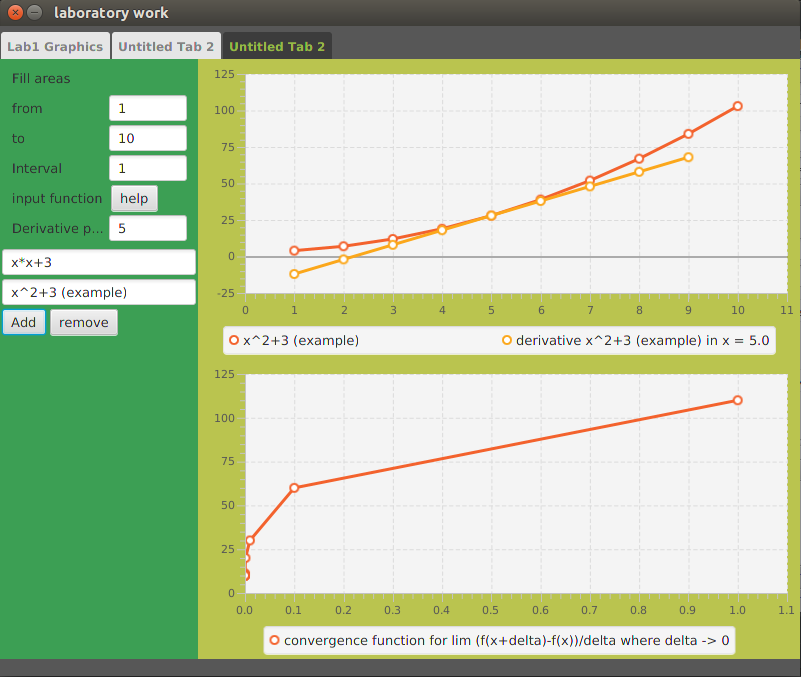 laboratory work
Lab1 Graphics Untitled Tab 2 Untitled Tab 2
Fill areas
from 1
to 10
Interval 1
input function help
Derivative p... 5
x*x+3
x^2+3 (example)
Add remove
125
100
75
50
25
0
-25
0 1 2 3 4 5 6 7 8 9 10 11
x^2+3 (example) derivative x^2+3 (example) in x = 5.0
125
100
75
50
25
0
0.0 0.1 0.2 0.3 0.4 0.5 0.6 0.7 0.8 0.9 1.0 1.1
convergence function for lim (f(x+delta)-f(x))/delta where delta -> 0